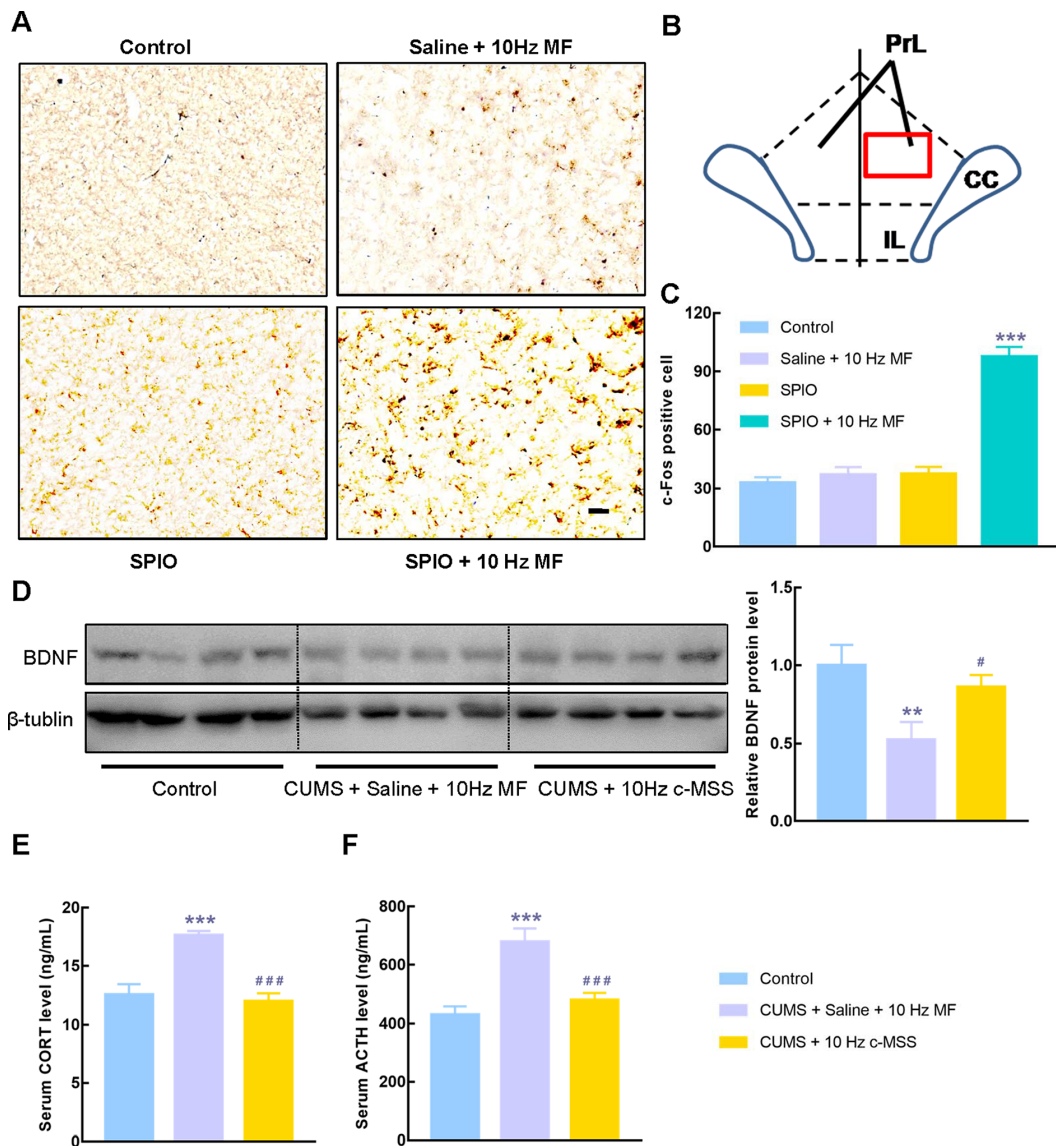 A
Control
Saline + 10Hz MF
SPIO
SPIO + 10 Hz MF
B
PrL
CC
IL
C
c-Fos positive cell
120
90
60
30
0
Control
Saline + 10 Hz MF
SPIO
SPIO + 10 Hz MF
***
D
BDNF
β-tublin
Control
CUMS + Saline + 10Hz MF
CUMS + 10Hz c-MSS
Relative BDNF protein level
1.5
1.0
0.5
0.0
**
#
E
Serum CORT level (ng/mL)
20
15
10
5
0
***
###
F
Serum ACTH level (ng/mL)
800
600
400
200
0
***
###
Control
CUMS + Saline + 10 Hz MF
CUMS + 10 Hz c-MSS